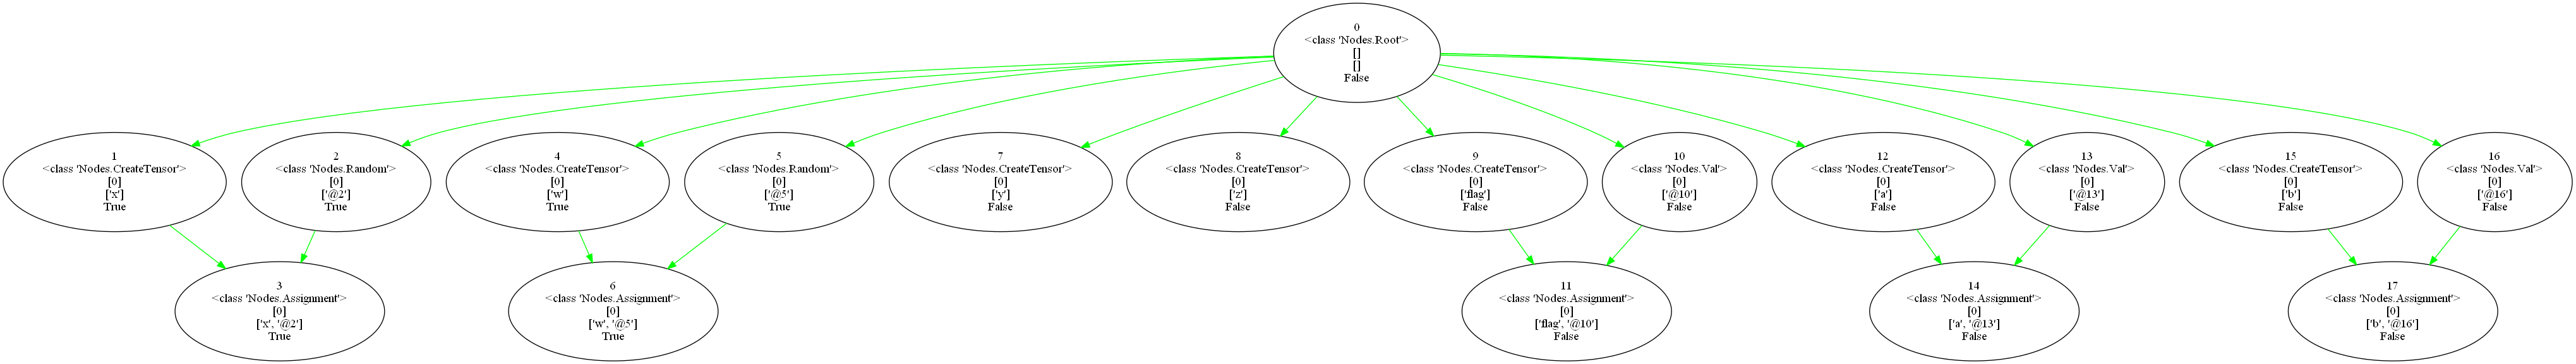 0
<class 'Nodes.Root'>
[]
[]
False
1
<class 'Nodes.CreateTensor'>
[0]
['x']
True
2
<class 'Nodes.Random'>
[0]
['@2']
True
4
<class 'Nodes.CreateTensor'>
[0]
['w']
True
5
<class 'Nodes.Random'>
[0]
['@5']
True
7
<class 'Nodes.CreateTensor'>
[0]
['y']
False
8
<class 'Nodes.CreateTensor'>
[0]
['z']
False
9
<class 'Nodes.CreateTensor'>
[0]
['flag']
False
10
<class 'Nodes.Val'>
[0]
['@10']
False
12
<class 'Nodes.CreateTensor'>
[0]
['a']
False
13
<class 'Nodes.Val'>
[0]
['@13']
False
15
<class 'Nodes.CreateTensor'>
[0]
['b']
False
16
<class 'Nodes.Val'>
[0]
['@16']
False
3
<class 'Nodes.Assignment'>
[0]
['x', '@2']
True
6
<class 'Nodes.Assignment'>
[0]
['w', '@5']
True
11
<class 'Nodes.Assignment'>
[0]
['flag', '@10']
False
14
<class 'Nodes.Assignment'>
[0]
['a', '@13']
False
17
<class 'Nodes.Assignment'>
[0]
['b', '@16']
False